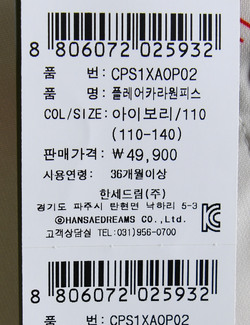 8 806072 025932
품 번: CPS1XA0P02
품 명: 플레어카라원피스
COL/SIZE: 아이보리/110
(110-140)
판매가격: ₩49,900
사용연령: 36개월이상
한세드림(주)
경기도 파주시 탄현면 낙하리 5-3
ⓒHANSAEDREAMS CO.,Ltd.
고객상담실 TEL:031)956-0700
8 806072 025932
품 번: CPS1XA0P02